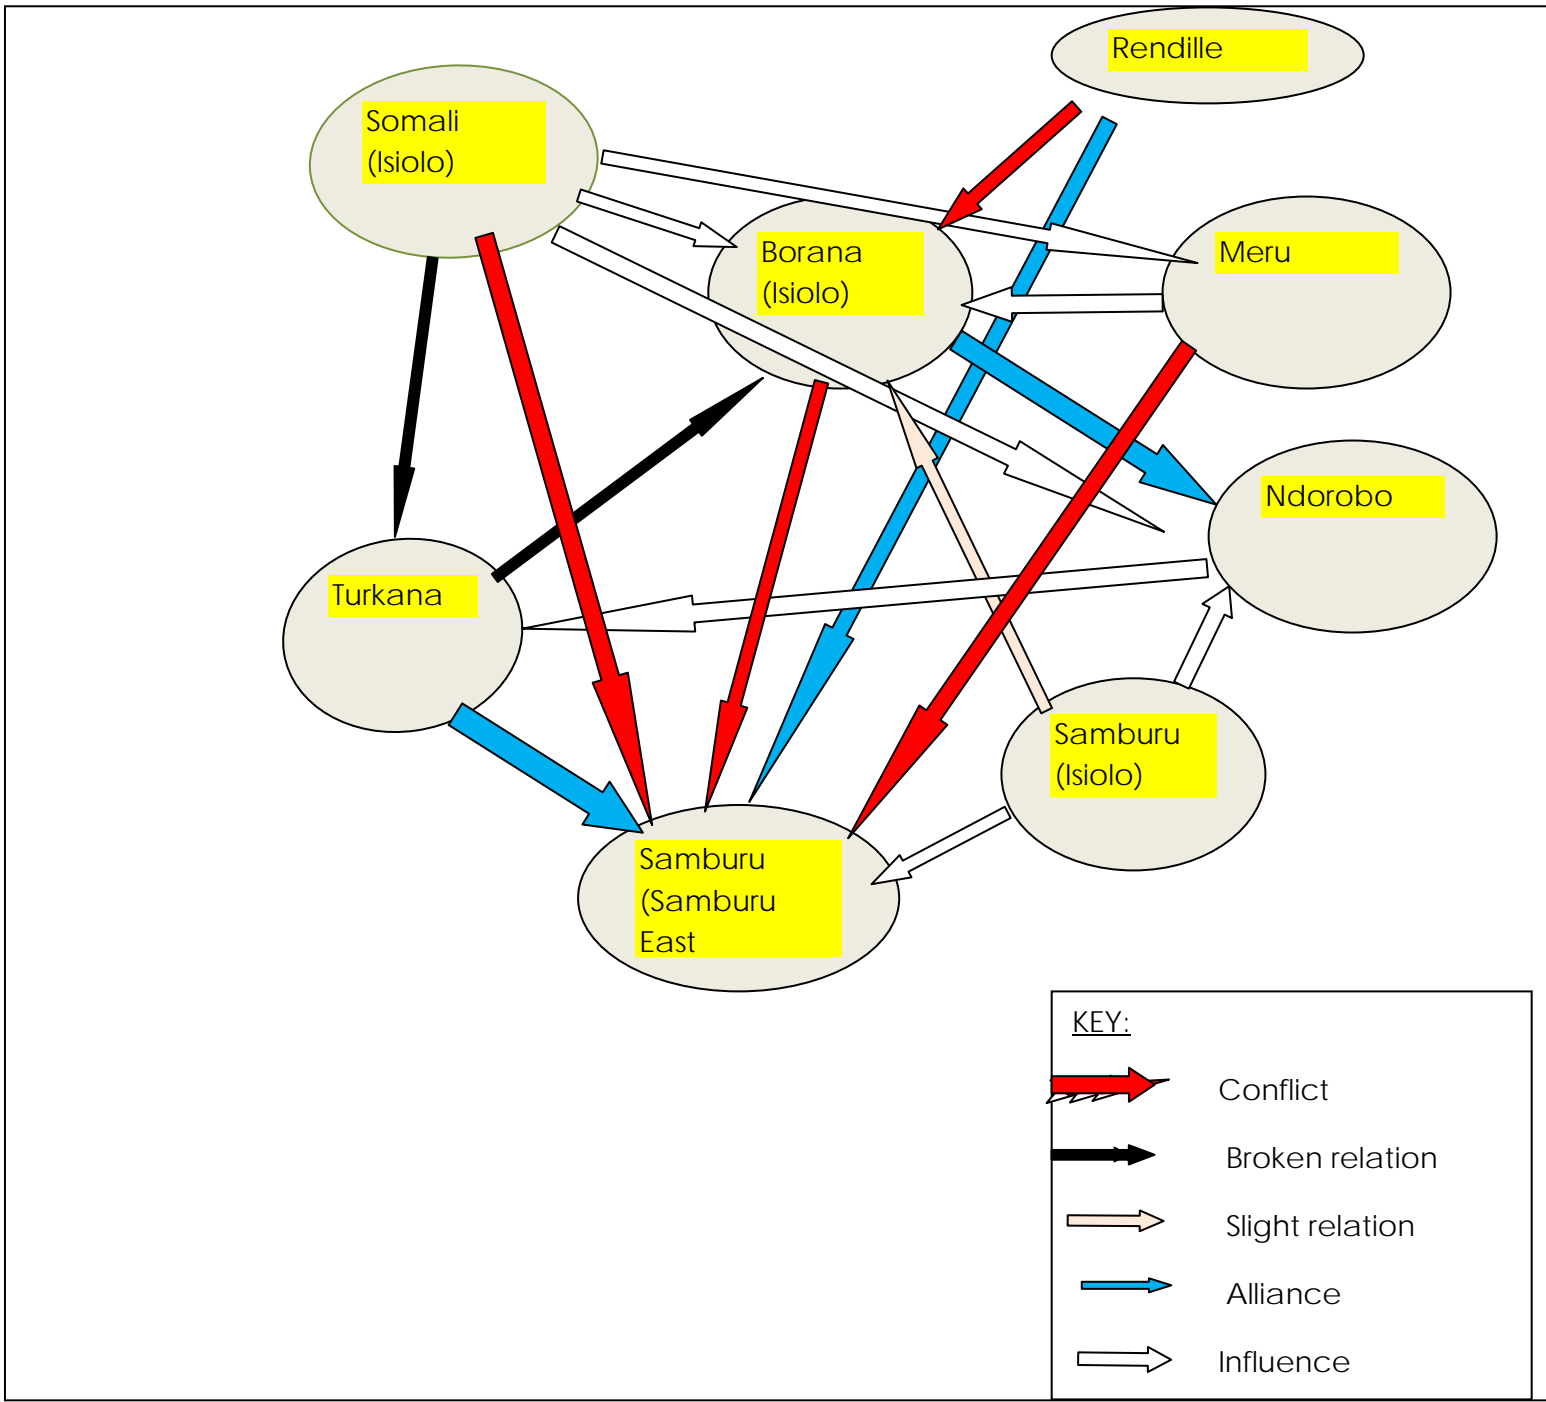 Rendille
Somali
(Isiolo)
Borana
(Isiolo)
Meru
Ndorobo
Turkana
Samburu
(Isiolo)
Samburu
(Samburu
East
KEY:
Conflict
Broken relation
Slight relation
Alliance
Influence